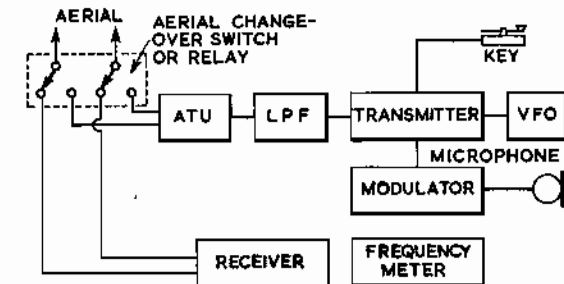 AERIAL
AERIAL CHANGE-
OVER SWITCH
OR RELAY
KEY
ATU
LPF
TRANSMITTER
VFO
MICROPHONE
MODULATOR
RECEIVER
FREQUENCY
METER